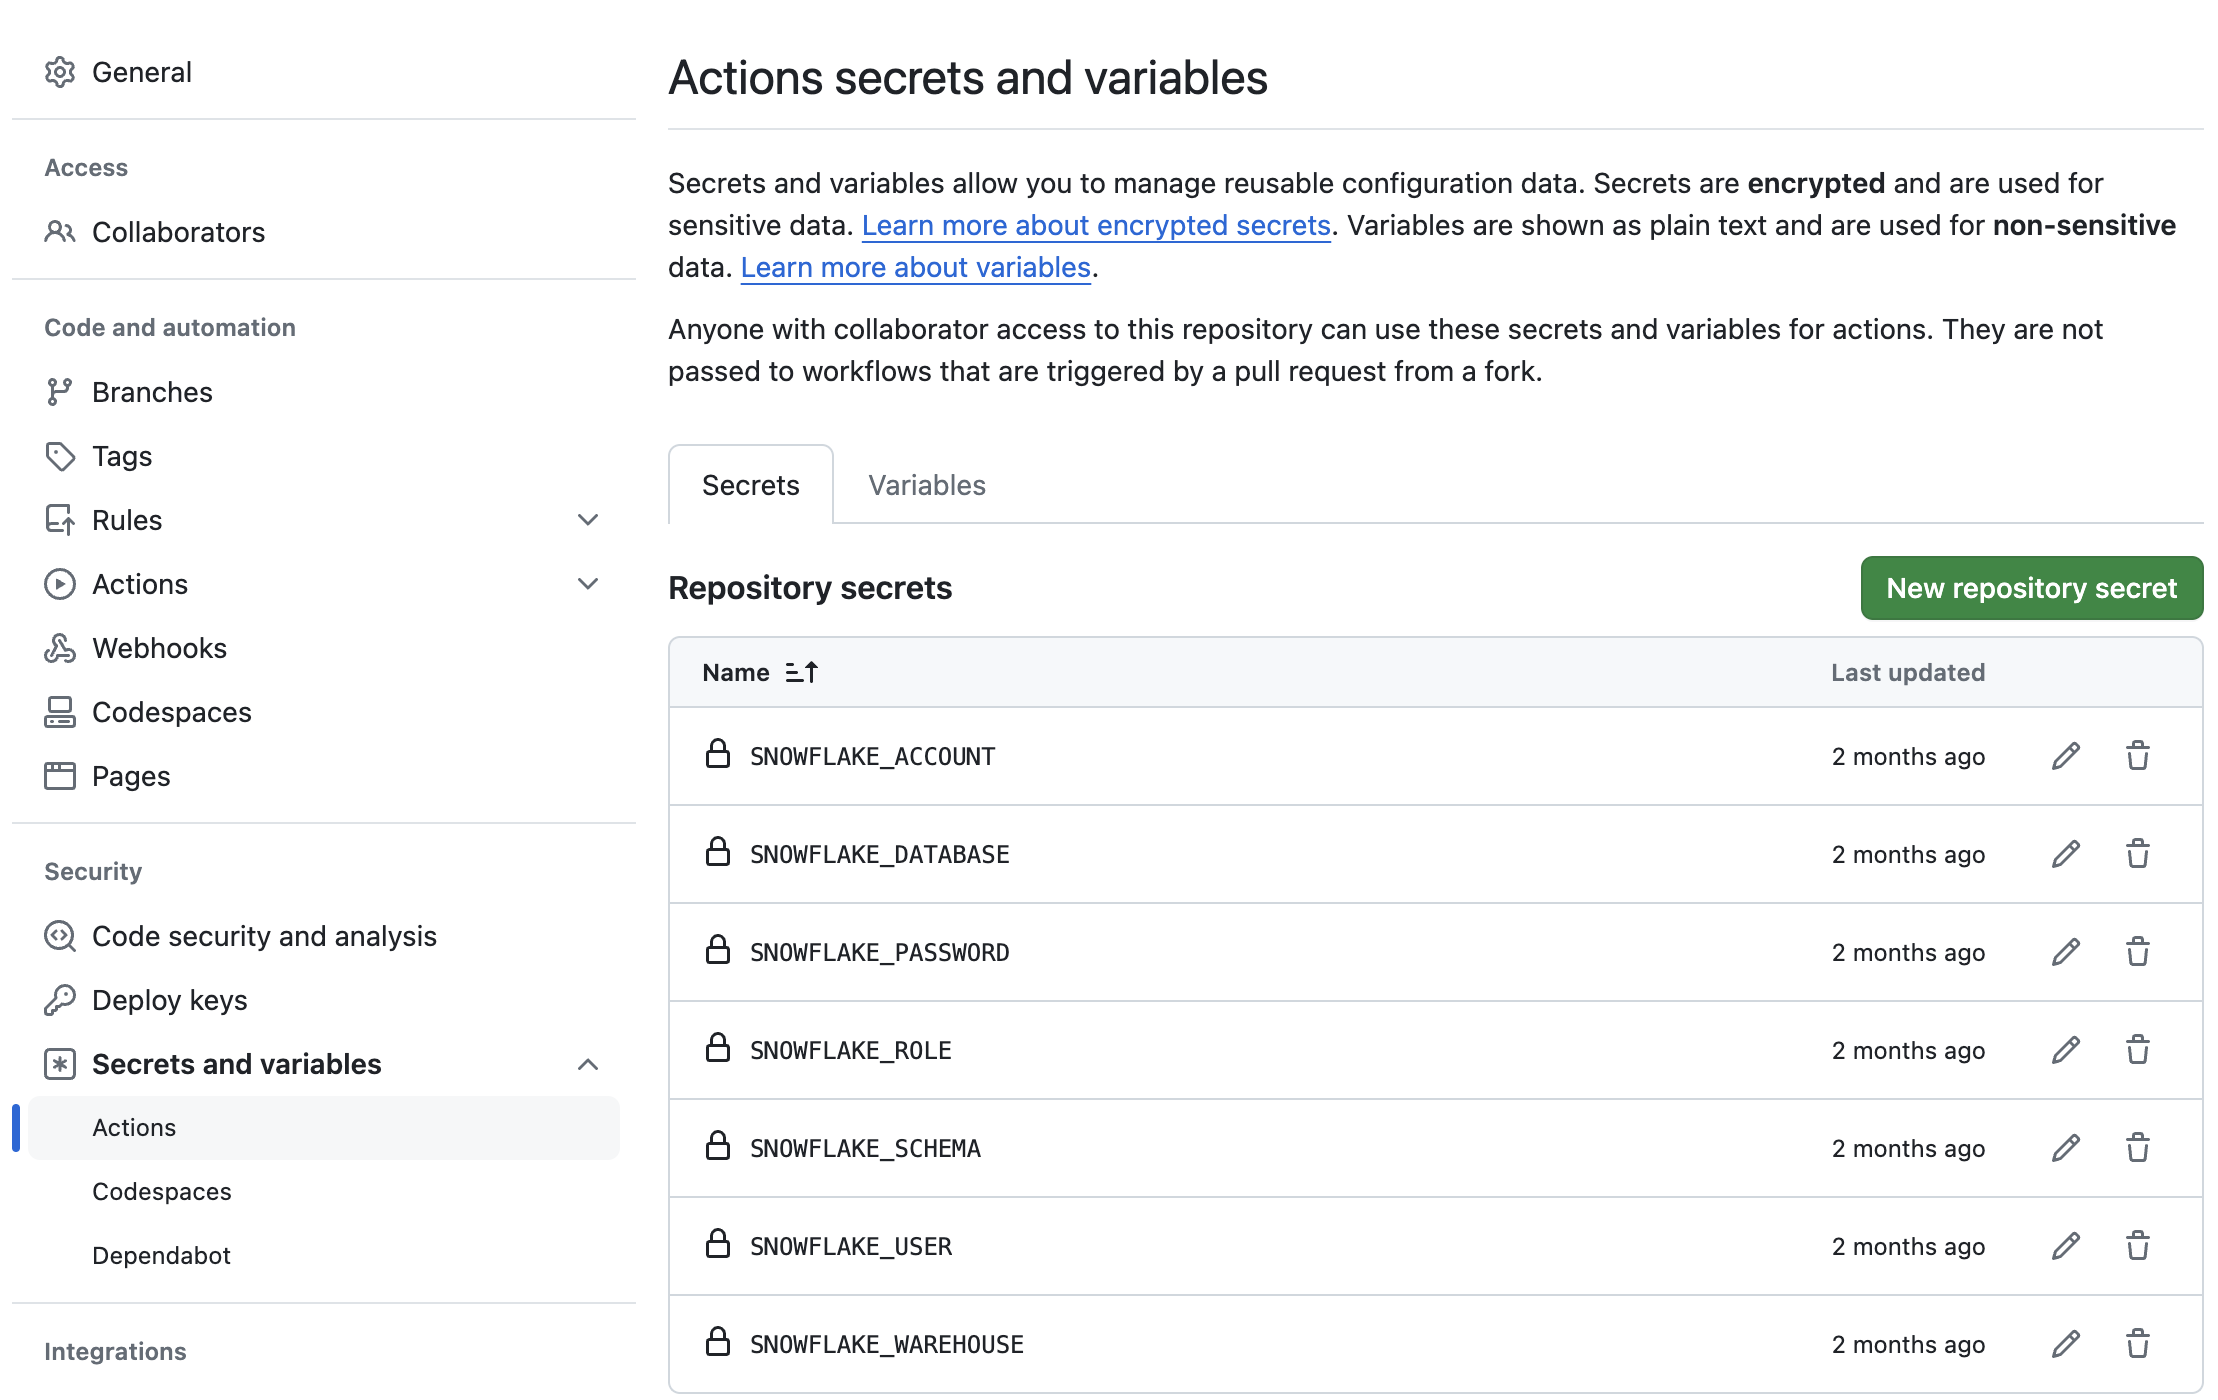 General
Access
Collaborators
Code and automation
Branches
Tags
Rules
Actions
Webhooks
Codespaces
Pages
Security
Code security and analysis
Deploy keys
Secrets and variables
Actions
Codespaces
Dependabot
Integrations
Actions secrets and variables
Secrets and variables allow you to manage reusable configuration data. Secrets are encrypted and are used for
sensitive data. Learn more about encrypted secrets. Variables are shown as plain text and are used for non-sensitive
data. Learn more about variables.
Anyone with collaborator access to this repository can use these secrets and variables for actions. They are not
passed to workflows that are triggered by a pull request from a fork.
Secrets Variables
Repository secrets New repository secret
Name Last updated
SNOWFLAKE_ACCOUNT 2 months ago
SNOWFLAKE_DATABASE 2 months ago
SNOWFLAKE_PASSWORD 2 months ago
SNOWFLAKE_ROLE 2 months ago
SNOWFLAKE_SCHEMA 2 months ago
SNOWFLAKE_USER 2 months ago
SNOWFLAKE_WAREHOUSE 2 months ago